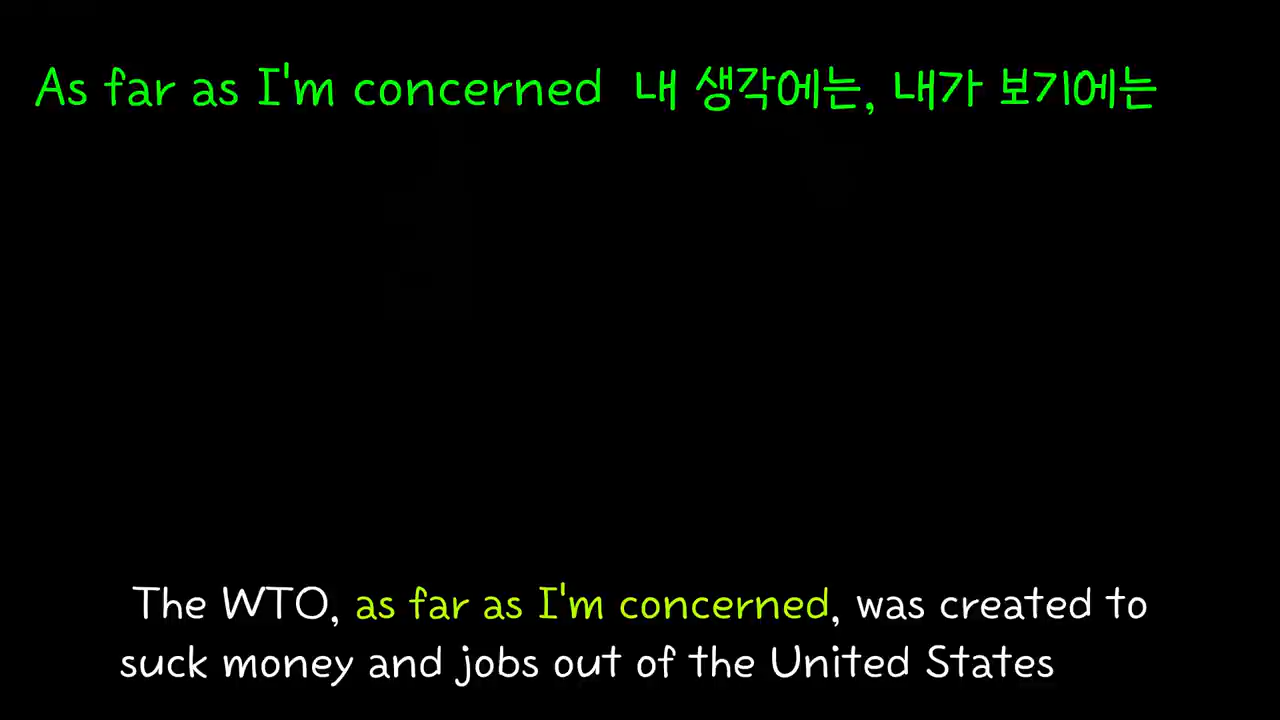 As far as I'm concerned 내 생각에는, 내가 보기에는
The WTO, as far as I'm concerned, was created to
suck money and jobs out of the United States